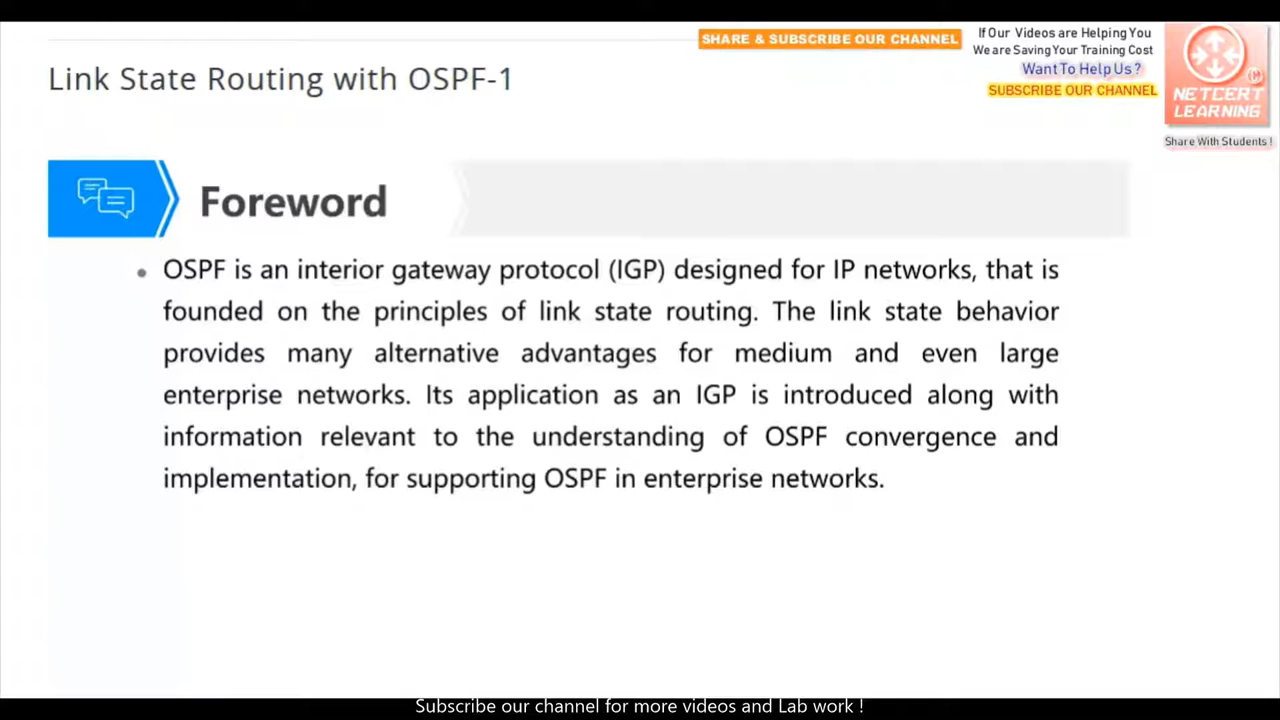 SHARE & SUBSCRIBE OUR CHANNEL
If Our Videos are Helping You
We are Saving Your Training Cost
Want To Help Us ?
SUBSCRIBE OUR CHANNEL
NETCERT
LEARNING
Share With Students !
Link State Routing with OSPF-1
Foreword
• OSPF is an interior gateway protocol (IGP) designed for IP networks, that is
founded on the principles of link state routing. The link state behavior
provides many alternative advantages for medium and even large
enterprise networks. Its application as an IGP is introduced along with
information relevant to the understanding of OSPF convergence and
implementation, for supporting OSPF in enterprise networks.
Subscribe our channel for more videos and Lab work !